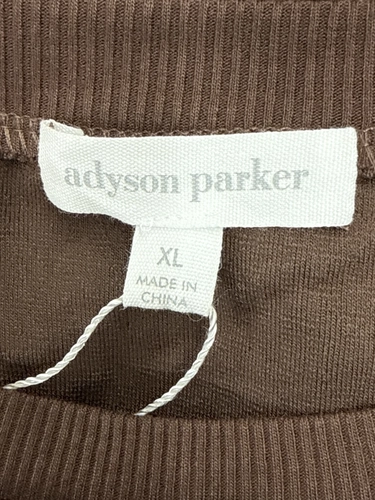 adyson parker
XL
MADE IN
CHINA